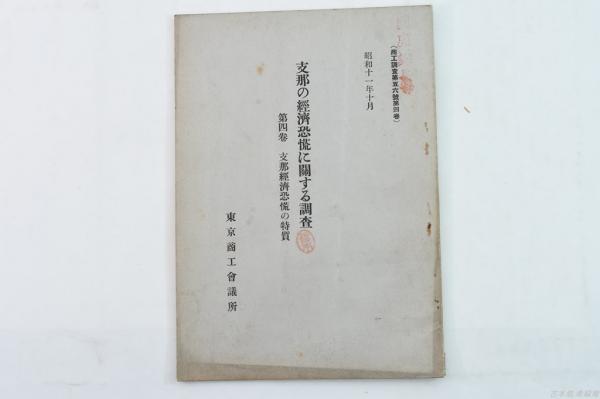 (商工調査第五六號第四卷)
昭和十一年十月
支那の經濟恐慌に關する調査
第四卷 支那經濟恐慌の特質
東京商工會議所